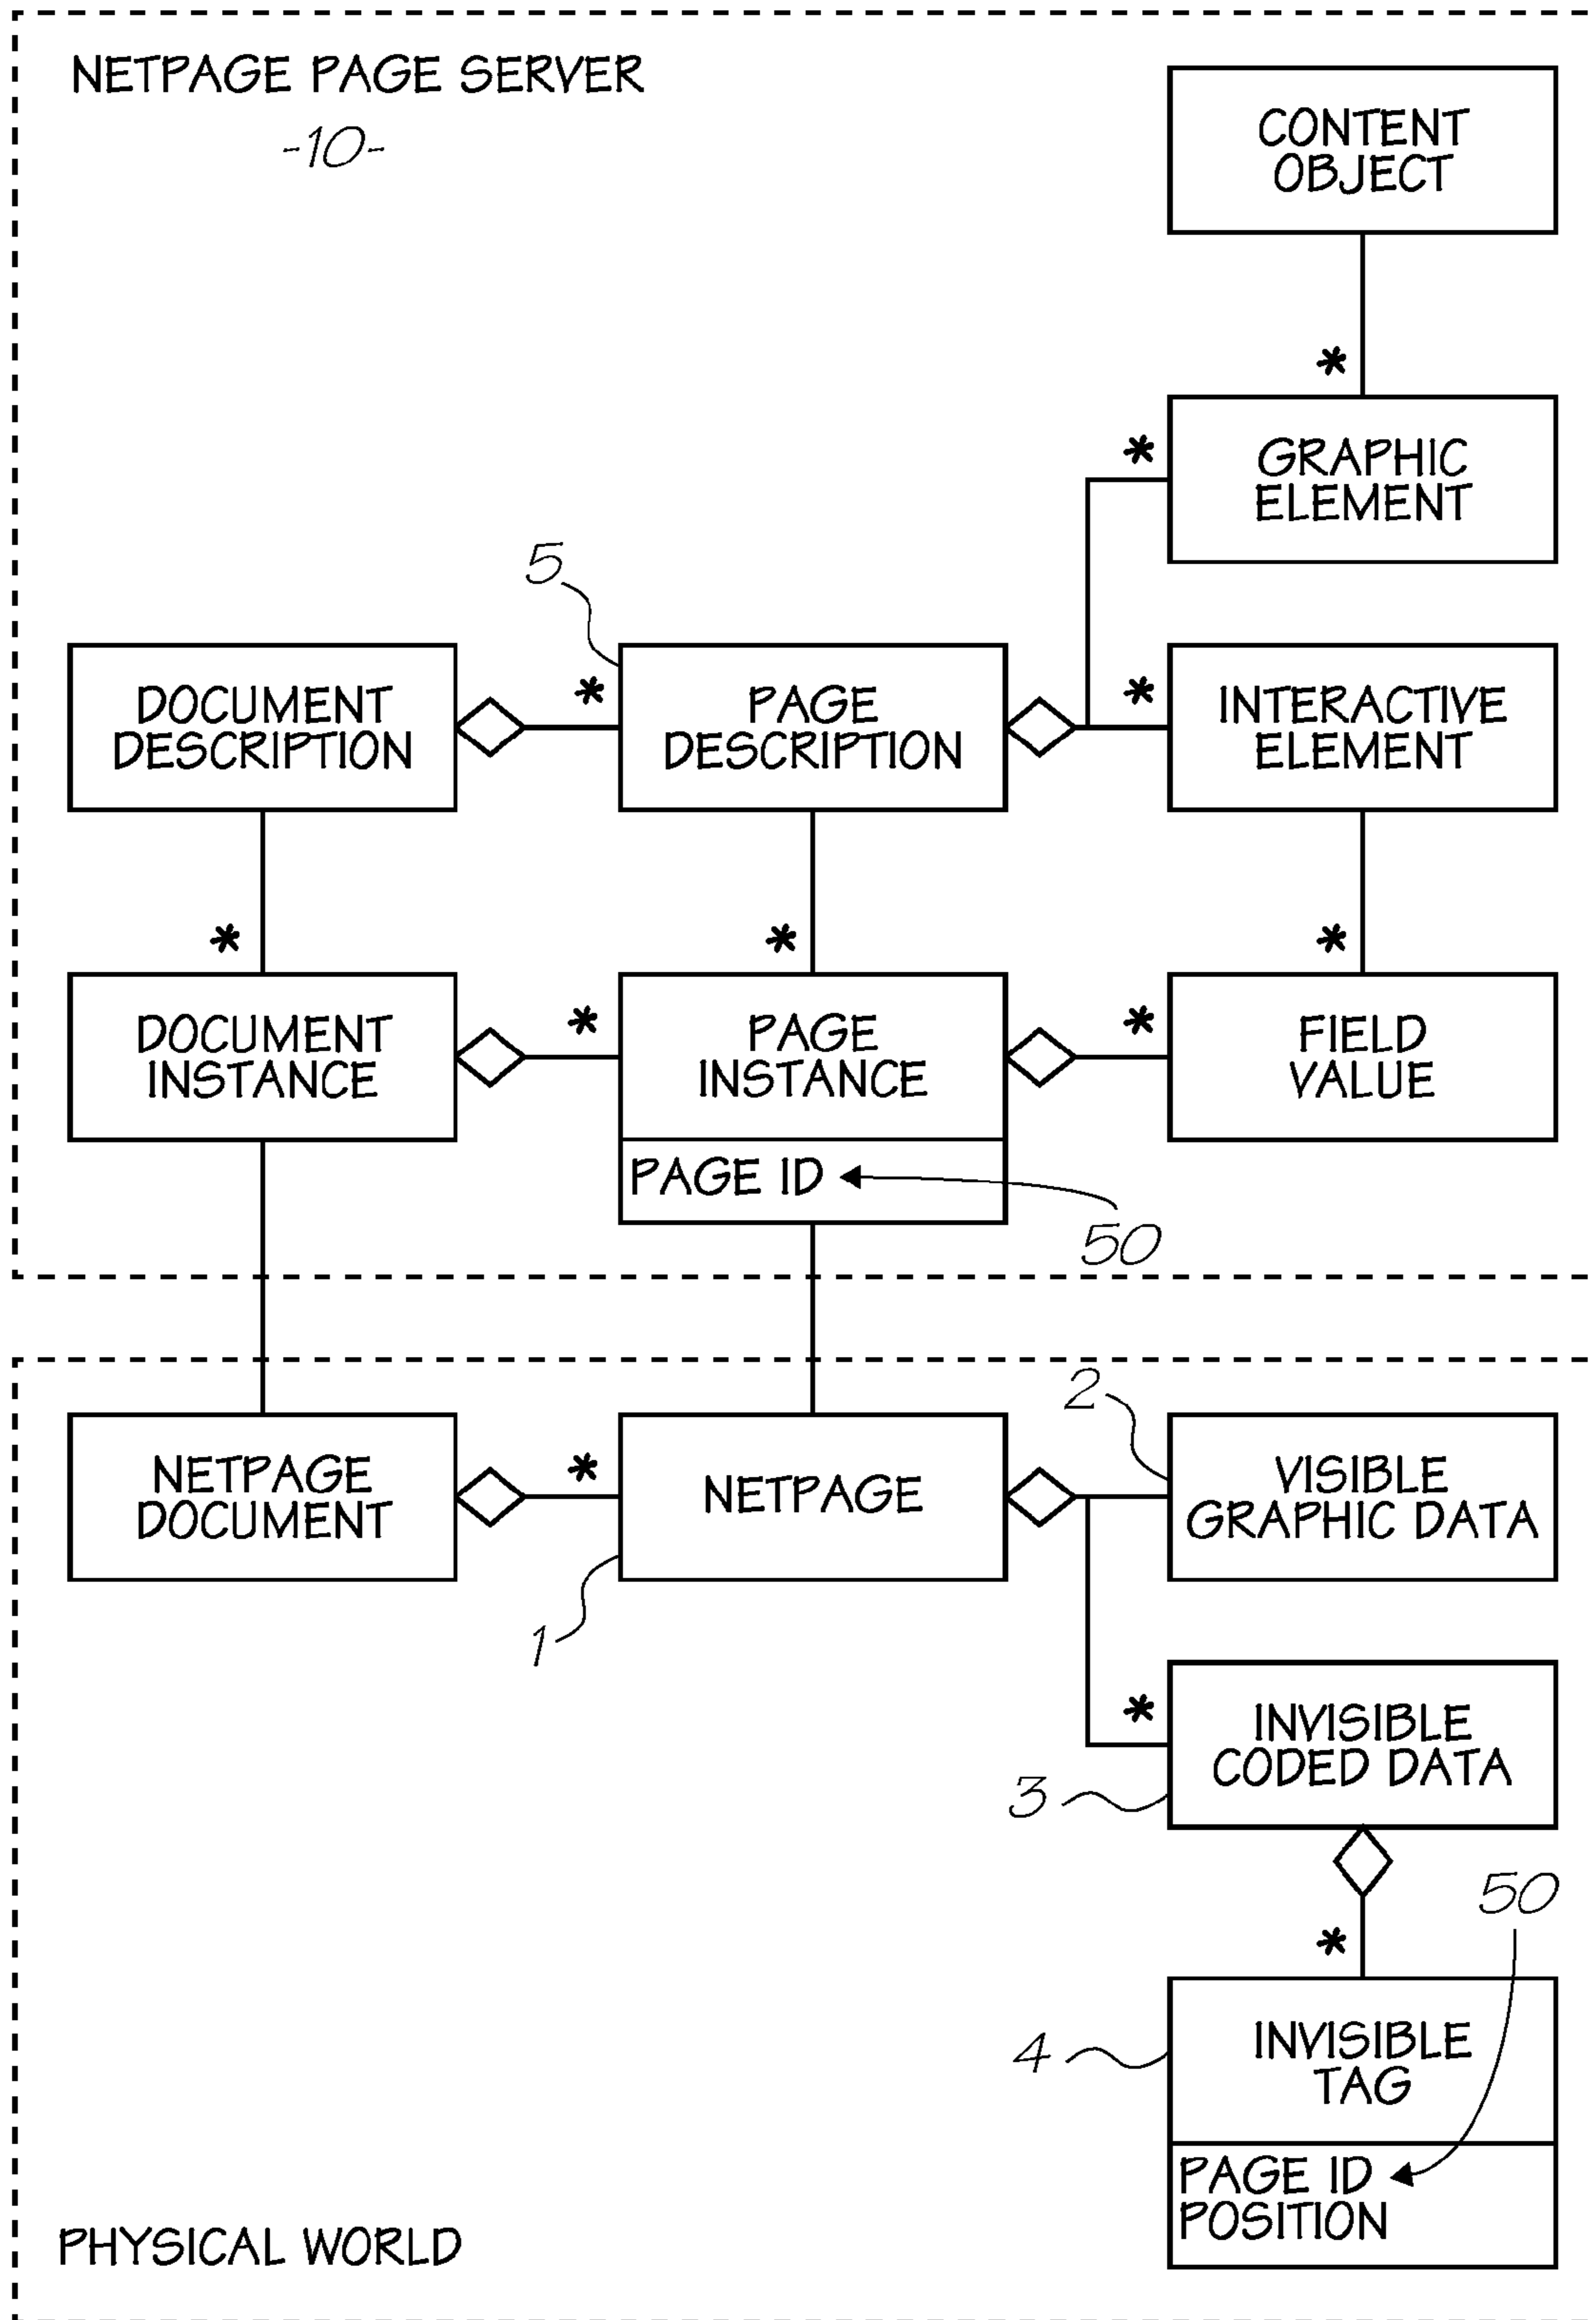 NETPAGE PAGE SERVER
-10-
CONTENT
OBJECT
*
*
GRAPHIC
ELEMENT
5
DOCUMENT
DESCRIPTION
*
PAGE
DESCRIPTION
*
INTERACTIVE
ELEMENT
*
*
*
DOCUMENT
INSTANCE
*
PAGE
INSTANCE
*
FIELD
VALUE
PAGE ID
50
NETPAGE
DOCUMENT
*
NETPAGE
2
VISIBLE
GRAPHIC DATA
1
*
INVISIBLE
CODED DATA
3
50
*
4
INVISIBLE
TAG
PAGE ID
POSITION
PHYSICAL WORLD